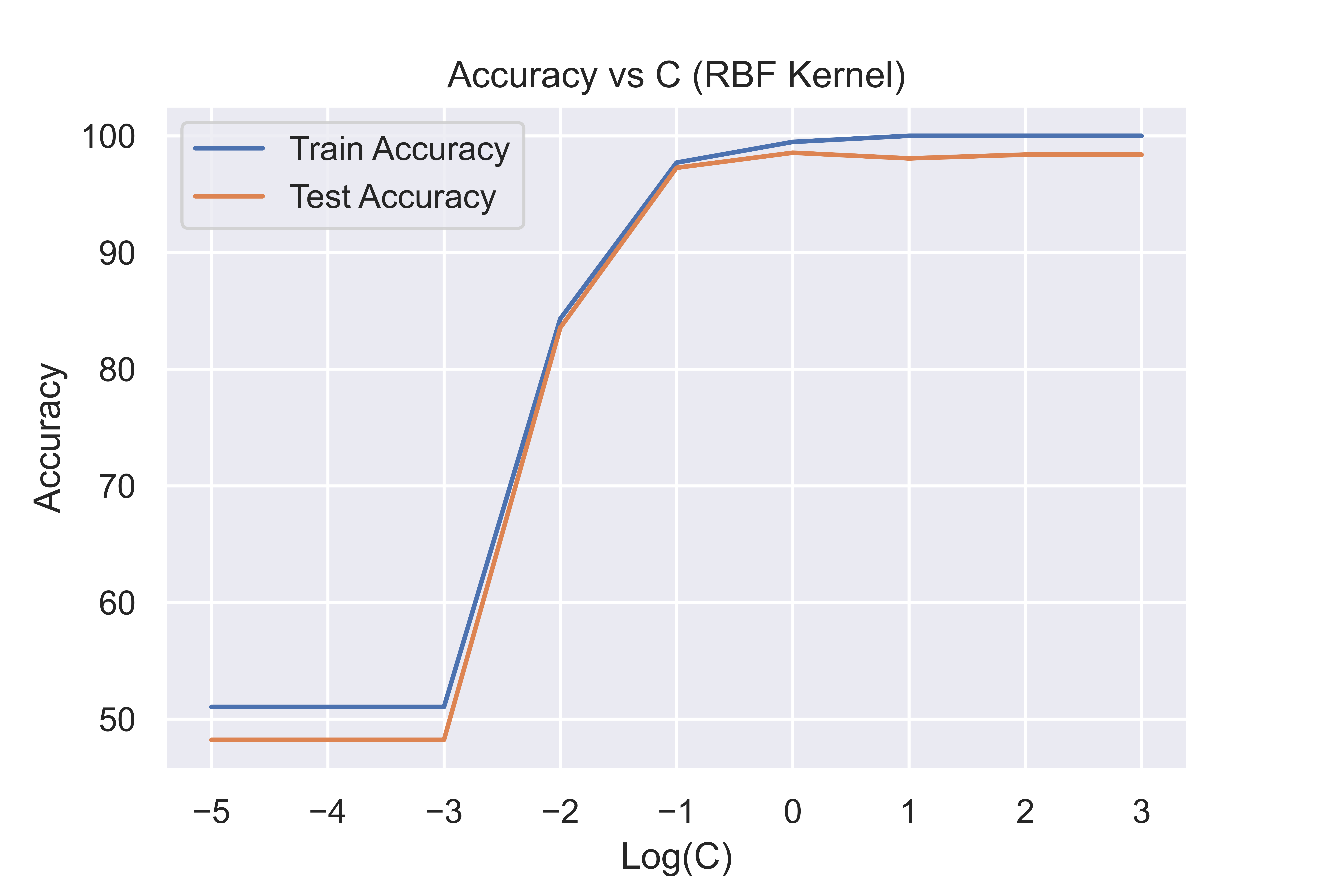 Accuracy vs C (RBF Kernel)
Train Accuracy
Test Accuracy
100
90
80
70
60
50
Accuracy
−5 −4 −3 −2 −1 0 1 2 3
Log(C)